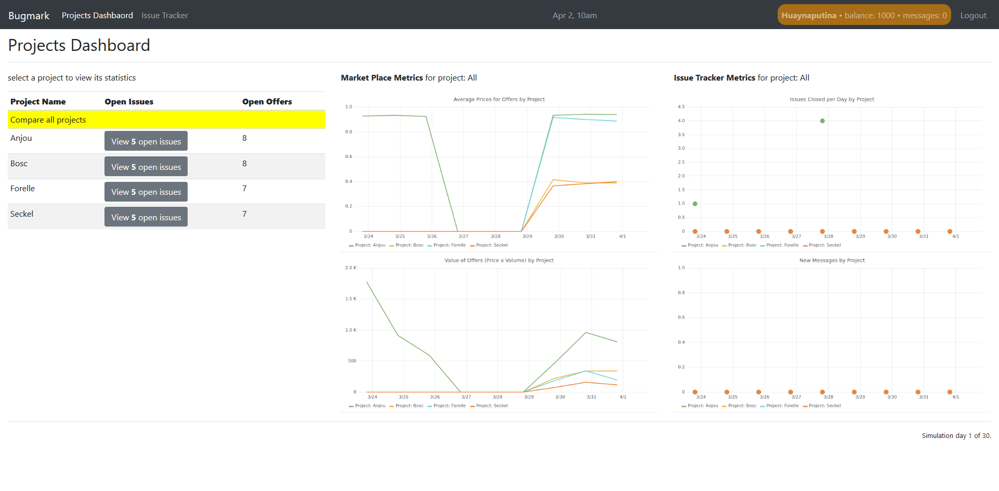 Bugmark Projects Dashbaord Issue Tracker Apr 2, 10am Huaynaputina • balance: 1000 • messages: 0 Logout
Projects Dashboard
select a project to view its statistics
Project Name Open Issues Open Offers
Compare all projects
Anjou View 5 open issues 8
Bosc View 5 open issues 8
Forelle View 5 open issues 7
Seckel View 5 open issues 7
Market Place Metrics for project: All
Average Prices for Offers by Project
1.0
0.8
0.6
0.4
0.2
0
3/24 3/25 3/26 3/27 3/28 3/29 3/30 3/31 4/1
Project: Anjou Project: Bosc Project: Forelle Project: Seckel
Value of Offers (Price x Volume) by Project
2.0 K
1.5 K
1.0 K
500
0
3/24 3/25 3/26 3/27 3/28 3/29 3/30 3/31 4/1
Project: Anjou Project: Bosc Project: Forelle Project: Seckel
Issue Tracker Metrics for project: All
Issues Closed per Day by Project
4.5
4.0
3.5
3.0
2.5
2.0
1.5
1.0
0.5
0
3/24 3/25 3/26 3/27 3/28 3/29 3/30 3/31 4/1
Project: Anjou Project: Bosc Project: Forelle Project: Seckel
New Messages by Project
1.0
0.8
0.6
0.4
0.2
0
3/24 3/25 3/26 3/27 3/28 3/29 3/30 3/31 4/1
Project: Anjou Project: Bosc Project: Forelle Project: Seckel
Simulation day 1 of 30.